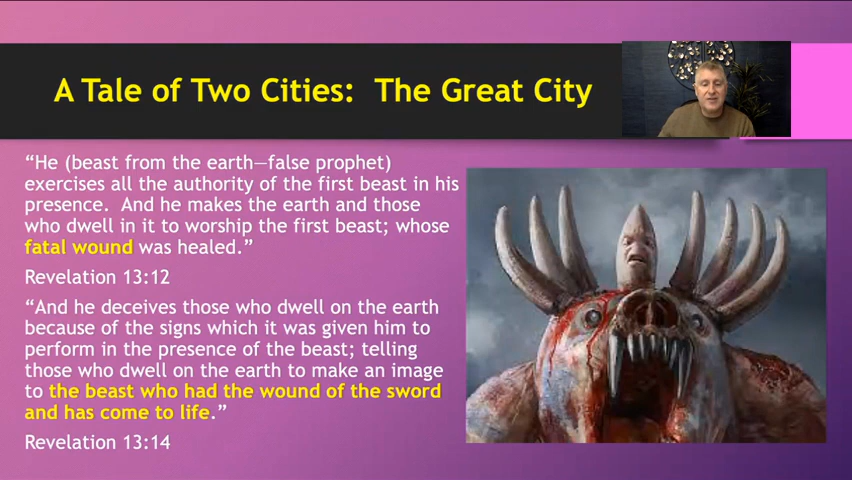 A Tale of Two Cities:  The Great City
“He (beast from the earth—false prophet)
exercises all the authority of the first beast in his
presence.  And he makes the earth and those
who dwell in it to worship the first beast; whose
fatal wound was healed.”
Revelation 13:12
“And he deceives those who dwell on the earth
because of the signs which it was given him to
perform in the presence of the beast; telling
those who dwell on the earth to make an image
to the beast who had the wound of the sword
and has come to life.”
Revelation 13:14